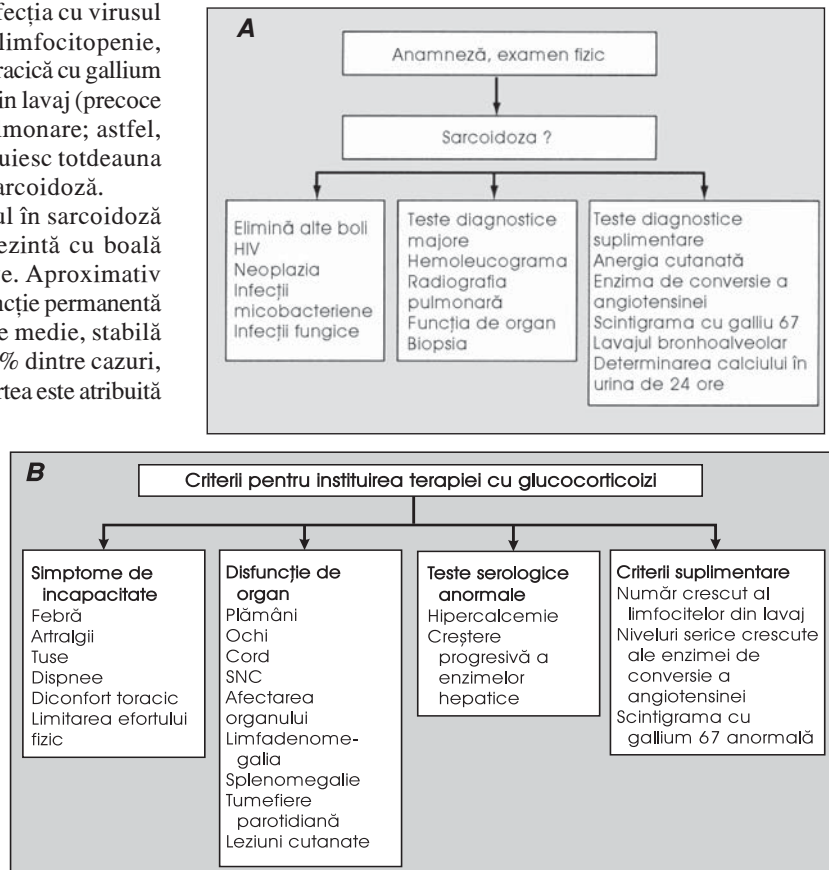 fecția cu virusul
limfocitopenie,
racică cu gallium
in lavaj (precoce
monare; astfel,
uiesc totdeauna
arcoidoză.
ul în sarcoidoză
ezintă cu boală
e. Aproximativ
ncție permanentă
e medie, stabilă
% dintre cazuri,
rtea este atribuită
A
Anamneză, examen fizic
Sarcoidoza ?
Elimină alte boli
HIV
Neoplazia
Infecții
micobacteriene
Infecții fungice
Teste diagnostice
majore
Hemoleucograma
Radiografia
pulmonară
Funcția de organ
Biopsia
Teste diagnostice
suplimentare
Anergia cutanată
Enzima de conversie a
angiotensinei
Scintigrama cu galliu 67
Lavajul bronhoalveolar
Determinarea calciului în
urina de 24 ore
B
Criterii pentru instituirea terapiei cu glucocorticoizi
Simptome de
incapacitate
Febră
Artralgii
Tuse
Dispnee
Diconfort toracic
Limitarea efortului
fizic
Disfuncție de
organ
Plămâni
Ochi
Cord
SNC
Afectarea
organului
Limfadenome-
galia
Splenomegalie
Tumefiere
parotidiană
Leziuni cutanate
Teste serologice
anormale
Hipercalcemie
Creștere
progresivă a
enzimelor
hepatice
Criterii suplimentare
Număr crescut al
limfocitelor din lavaj
Niveluri serice crescute
ale enzimei de
conversie a
angiotensinei
Scintigrama cu
gallium 67 anormală